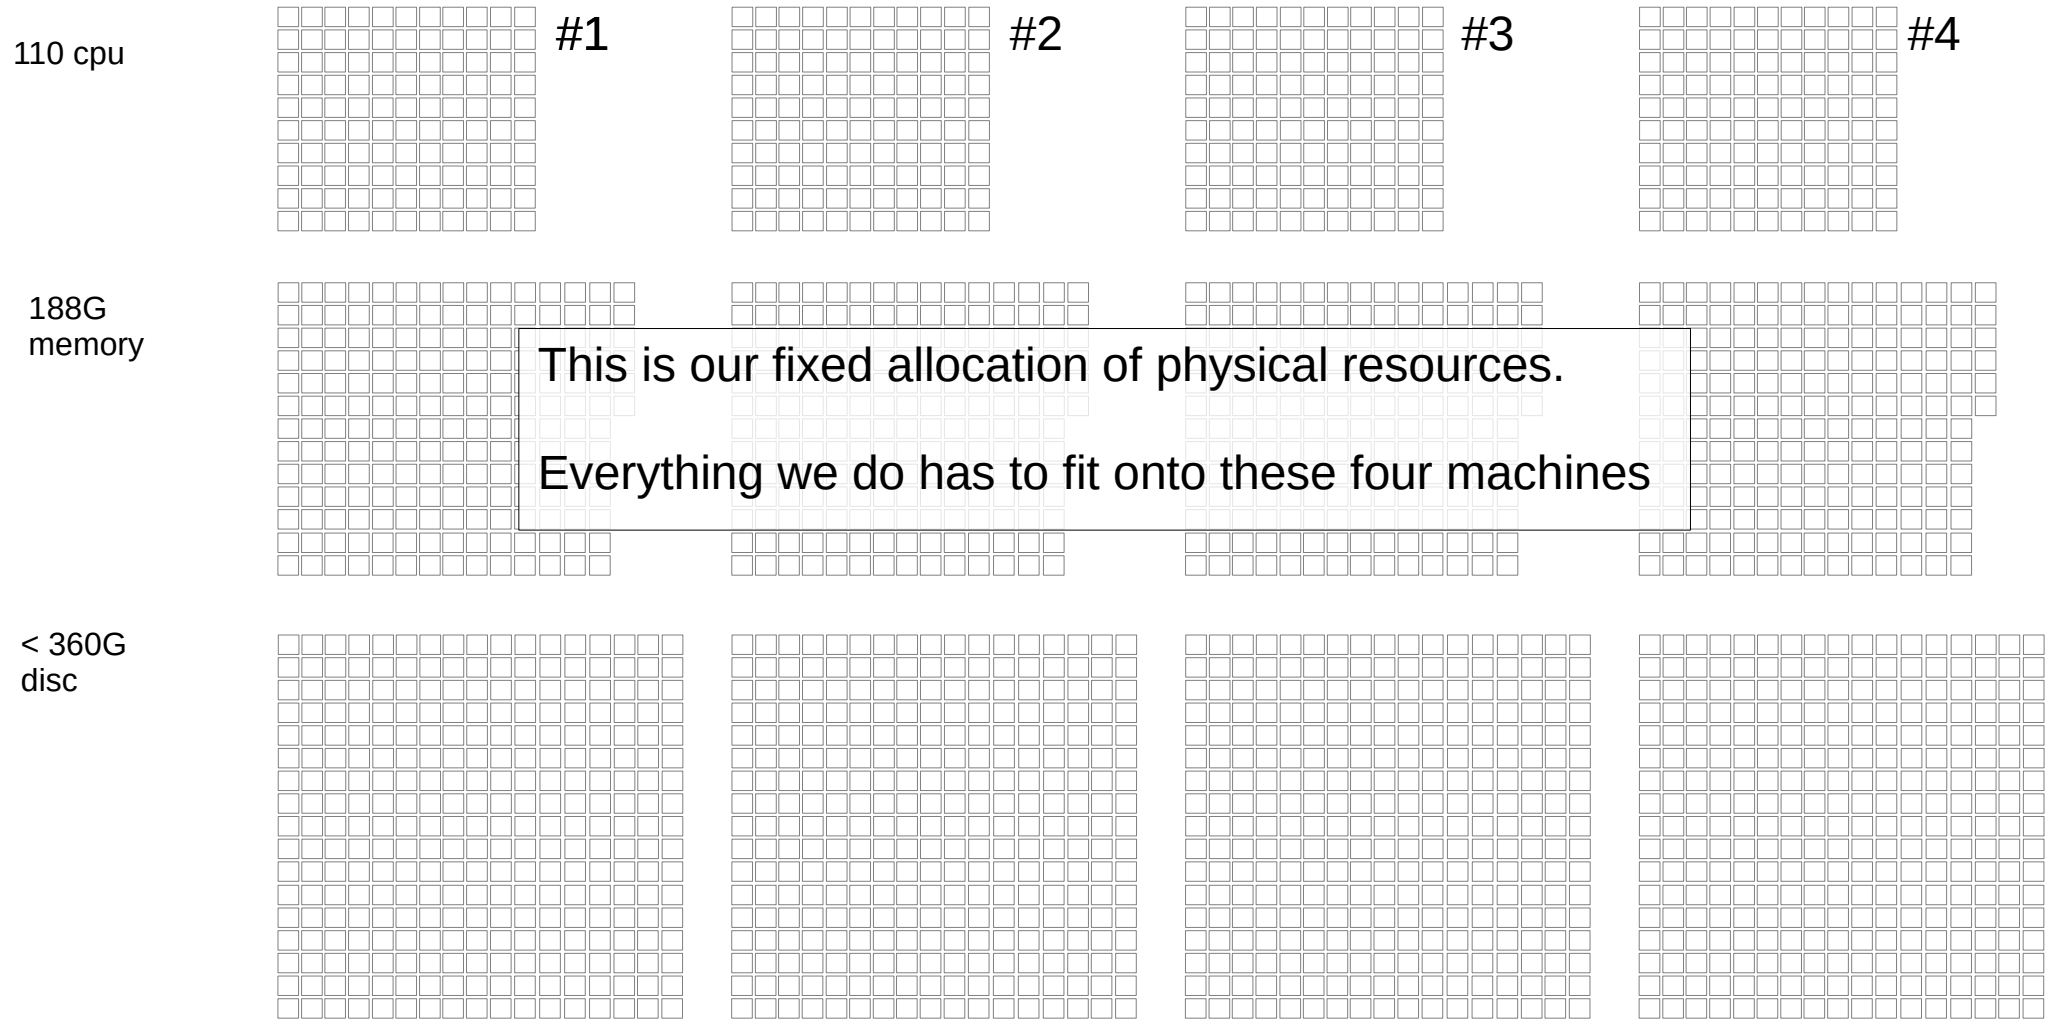 110 cpu
#1
#2
#3
#4
188G
memory
This is our fixed allocation of physical resources.
Everything we do has to fit onto these four machines
< 360G
disc